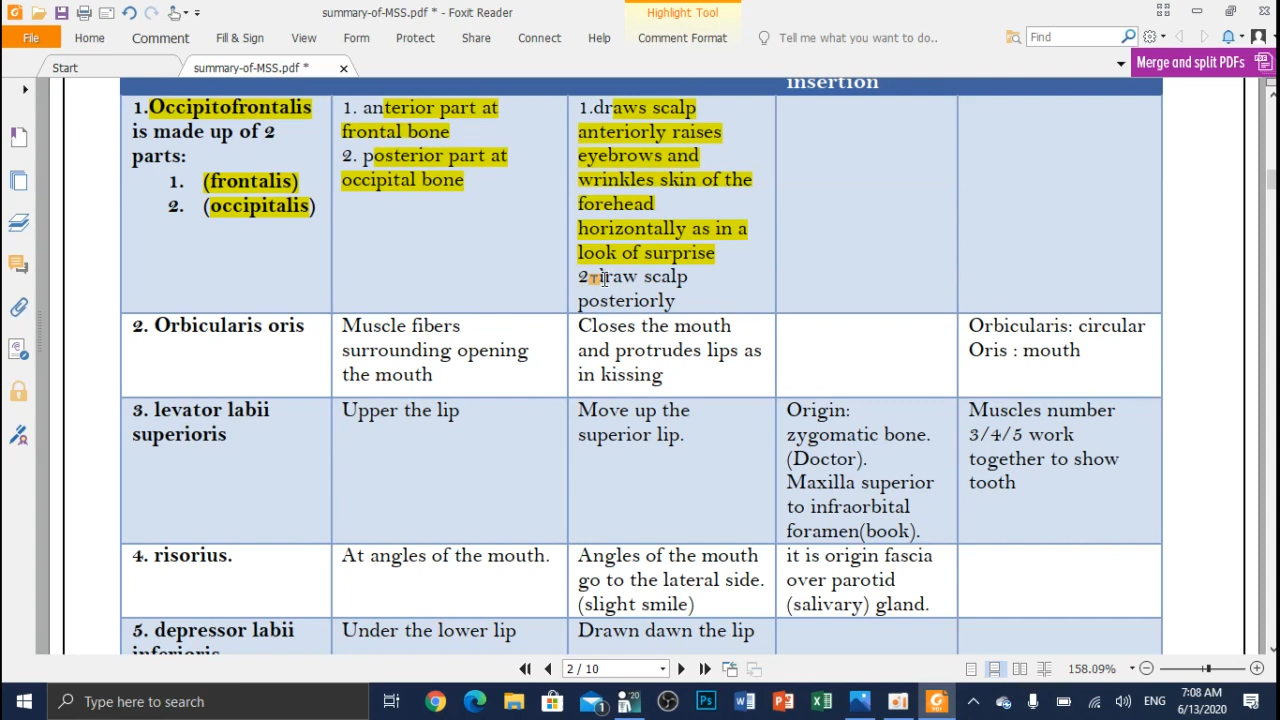 summary-of-MSS.pdf * - Foxit Reader
Highlight Tool
File
Home
Comment
Fill & Sign
View
Form
Protect
Share
Connect
Help
Comment Format
Tell me what you want to do..
Find
Start
summary-of-MSS.pdf *
Merge and split PDFs
PDF
insertion
1.Occipitofrontalis
is made up of 2
parts:
1. (frontalis)
2. (occipitalis)
1. anterior part at
frontal bone
2. posterior part at
occipital bone
1.draws scalp
anteriorly raises
eyebrows and
wrinkles skin of the
forehead
horizontally as in a
look of surprise
2. draw scalp
posteriorly
2. Orbicularis oris
Muscle fibers
surrounding opening
the mouth
Closes the mouth
and protrudes lips as
in kissing
Orbicularis: circular
Oris : mouth
3. levator labii
superioris
Upper the lip
Move up the
superior lip.
Origin:
zygomatic bone.
(Doctor).
Maxilla superior
to infraorbital
foramen(book).
Muscles number
3/4/5 work
together to show
tooth
4. risorius.
At angles of the mouth.
Angles of the mouth
go to the lateral side.
(slight smile)
it is origin fascia
over parotid
(salivary) gland.
5. depressor labii
inferioris
Under the lower lip
Drawn dawn the lip
2 / 10
158.09%
Type here to search
ENG
7:08 AM
6/13/2020